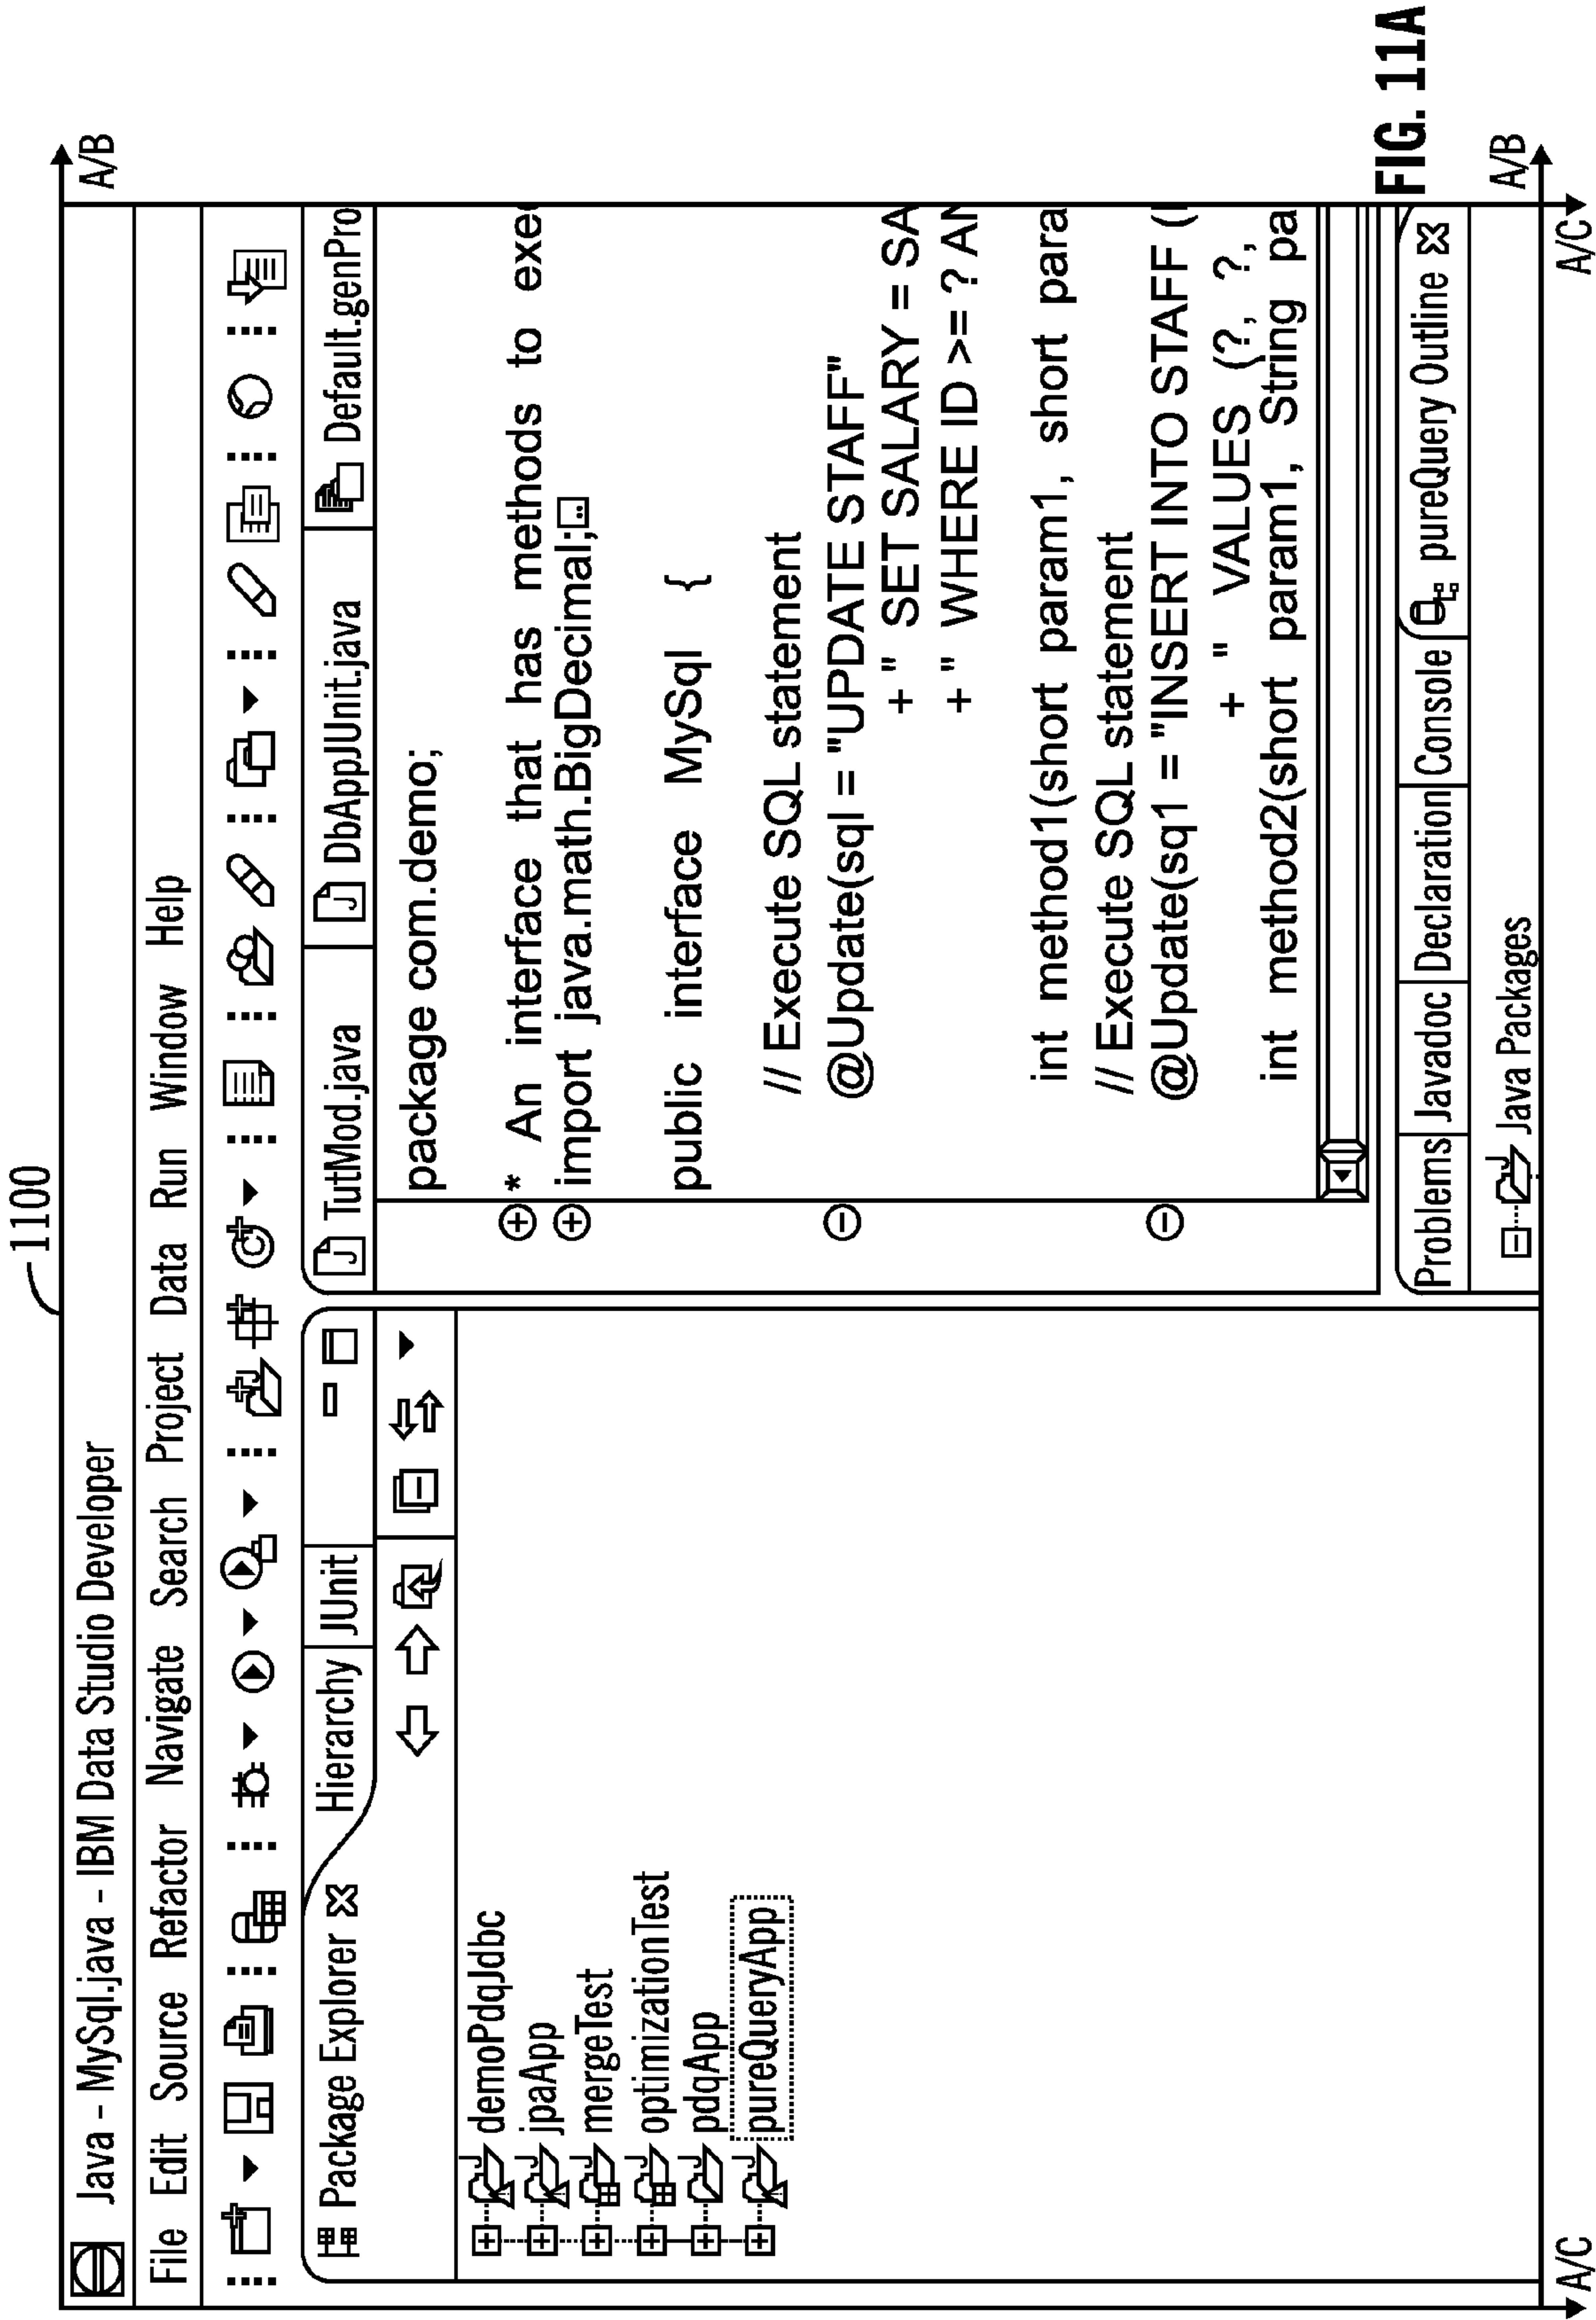 1100
A/B
Java - MySql.java - IBM Data Studio Developer
File Edit Source Refactor Navigate Search Project Data Run Window Help
Package Explorer Hierarchy JUnit
demoPdqJdbc
jpaApp
mergeTest
optimizationTest
pdqApp
pureQueryApp
TutMod.java DbAppJUnit.java Default.genPro
package com.demo;
* An interface that has methods to exec
import java.math.BigDecimal;
public interface MySql {
// Execute SQL statement
@Update(sql = "UPDATE STAFF"
+ " SET SALARY = SA
+ " WHERE ID >= ? AN
int method1(short param1, short para
// Execute SQL statement
@Update(sq1 = "INSERT INTO STAFF (
+ " VALUES (?, ?,
int method2(short param1, String pa
Problems Javadoc Declaration Console pureQuery Outline
Java Packages
FIG. 11A
A/B
A/C
A/C